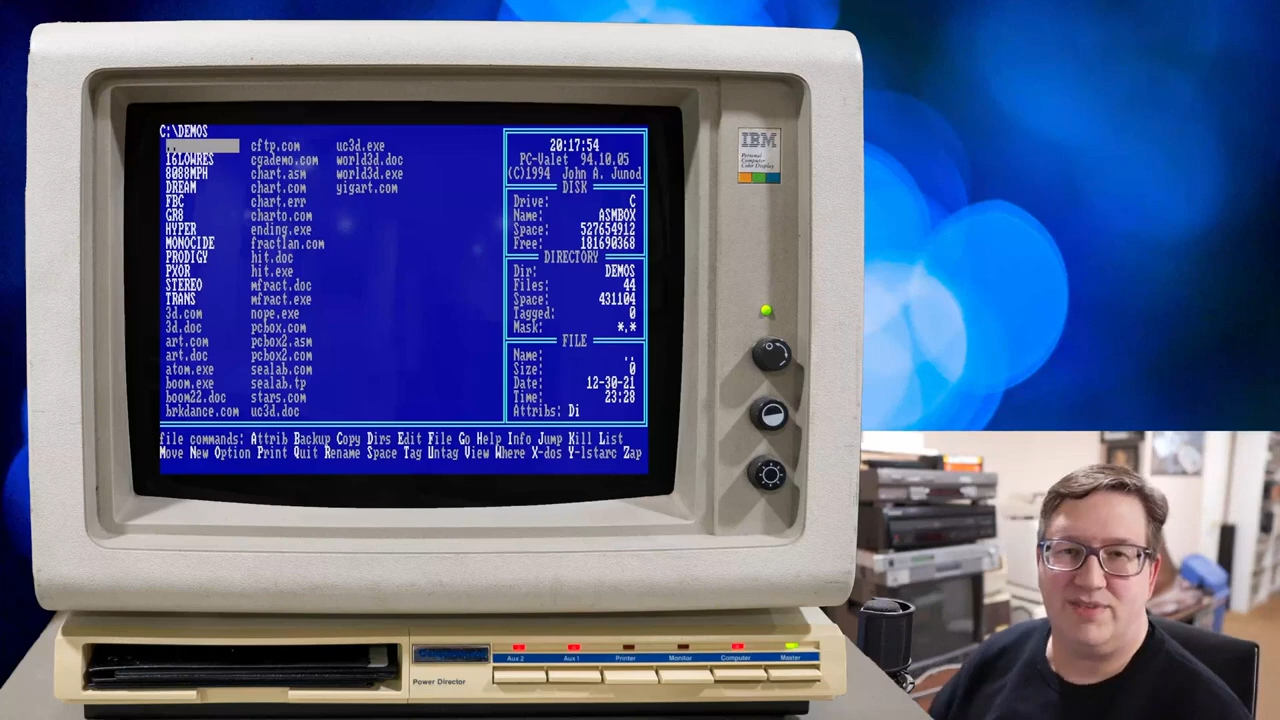 C:\DEMOS
.. cftp.com uc3d.exe
16LOWRES cgademo.com world3d.doc
8088MPH chart.asm world3d.exe
DREAM chart.com yigart.com
FBC chart.err
GR8 charto.com
HYPER ending.exe
MONOCIDE fractlan.com
PRODIGY hit.doc
PXOR hit.exe
STEREO mfract.doc
TRANS mfract.exe
3d.com nope.exe
3d.doc pcbox.com
art.com pcbox2.asm
art.doc pcbox2.com
atom.exe sealab.com
boom.exe sealab.tp
boom22.doc stars.com
brkdance.com uc3d.doc
20:17:54
PC-Valet 94.10.05
(C)1994 John A. Junod
DISK
Drive: C
Name: ASMBOX
Space: 527654912
Free: 181690368
DIRECTORY
Dir: DEMOS
Files: 44
Space: 431104
Tagged: 0
Mask: *.*
FILE
Name: ..
Size: 0
Date: 12-30-21
Time: 23:28
Attribs: Di
file commands: Attrib Backup Copy Dirs Edit File Go Help Info Jump Kill List
Move New Option Print Quit Rename Space Tag Untag View Where X-dos Y-lstarc Zap
IBM
Personal
Computer
Color Display
Aux 2 Aux 1 Printer Monitor Computer Master
Power Director